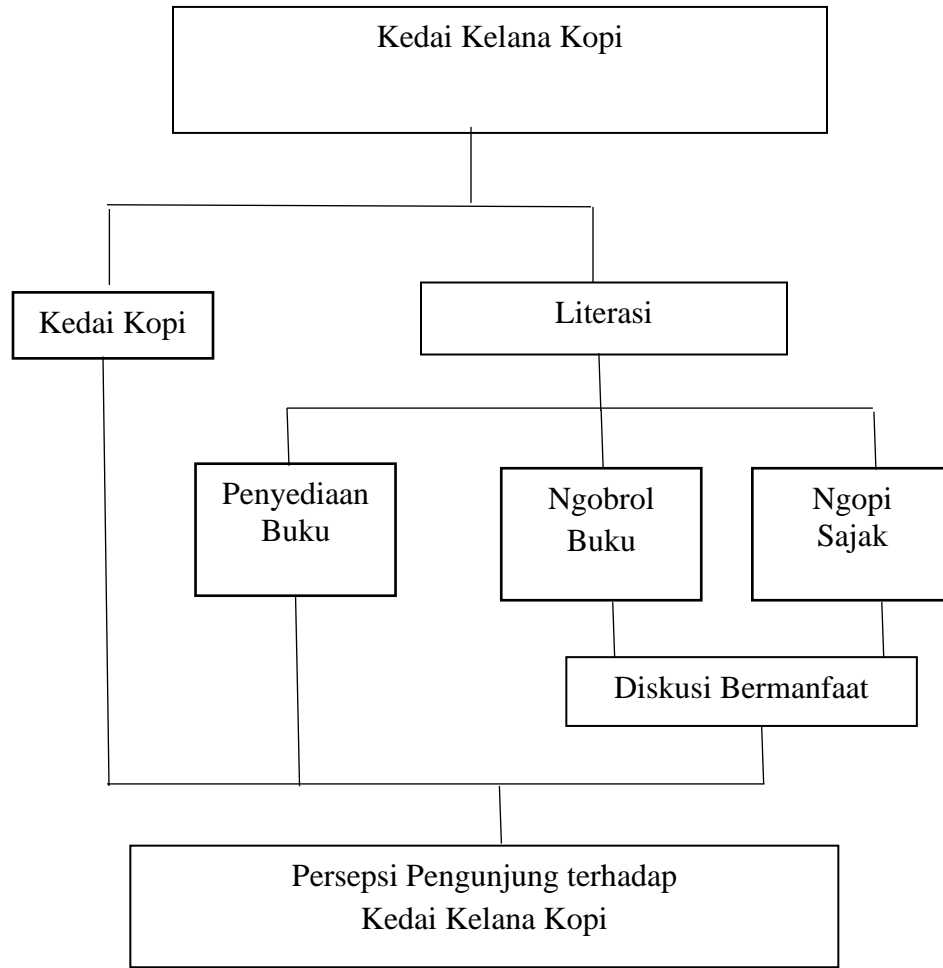 Kedai Kelana Kopi
Kedai Kopi
Literasi
Penyediaan
Buku
Ngobrol
Buku
Ngopi
Sajak
Diskusi Bermanfaat
Persepsi Pengunjung terhadap
Kedai Kelana Kopi